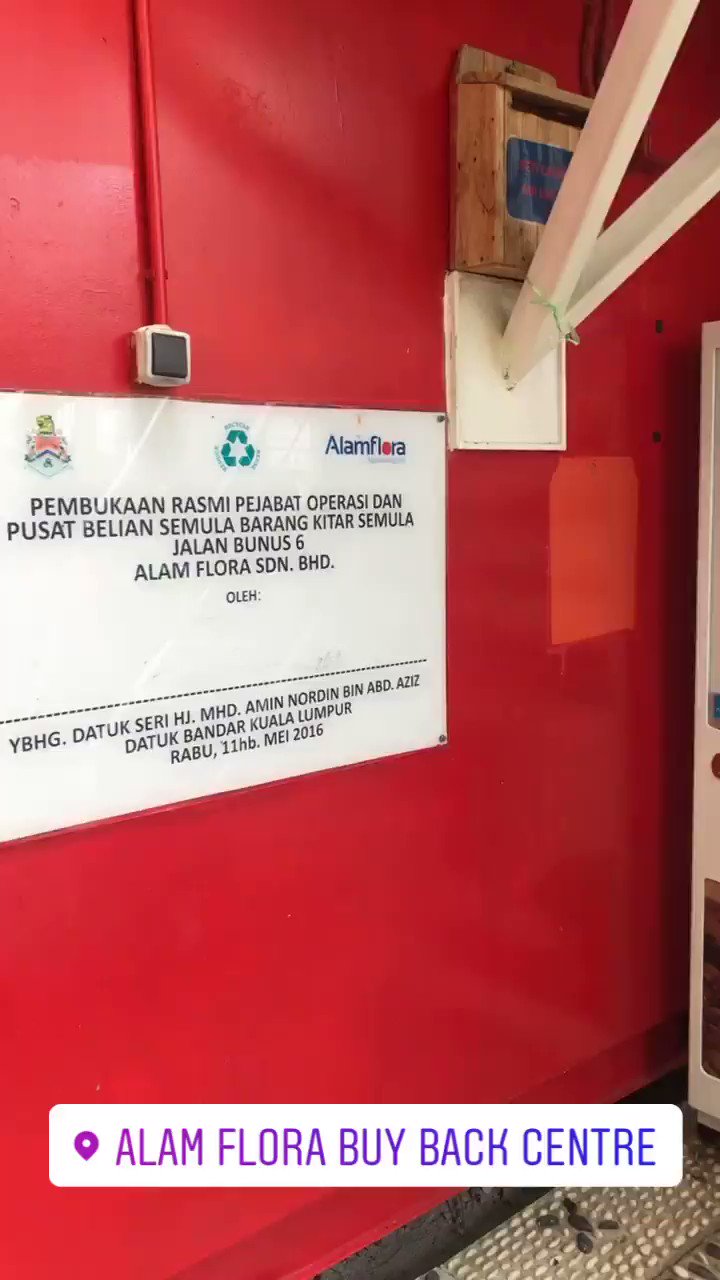 Alamflora
PEMBUKAAN RASMI PEJABAT OPERASI DAN
PUSAT BELIAN SEMULA BARANG KITAR SEMULA
JALAN BUNUS 6
ALAM FLORA SDN. BHD.
OLEH:
YBHG. DATUK SERI HJ. MHD. AMIN NORDIN BIN ABD. AZIZ
DATUK BANDAR KUALA LUMPUR
RABU, 11hb. MEI 2016
ALAM FLORA BUY BACK CENTRE